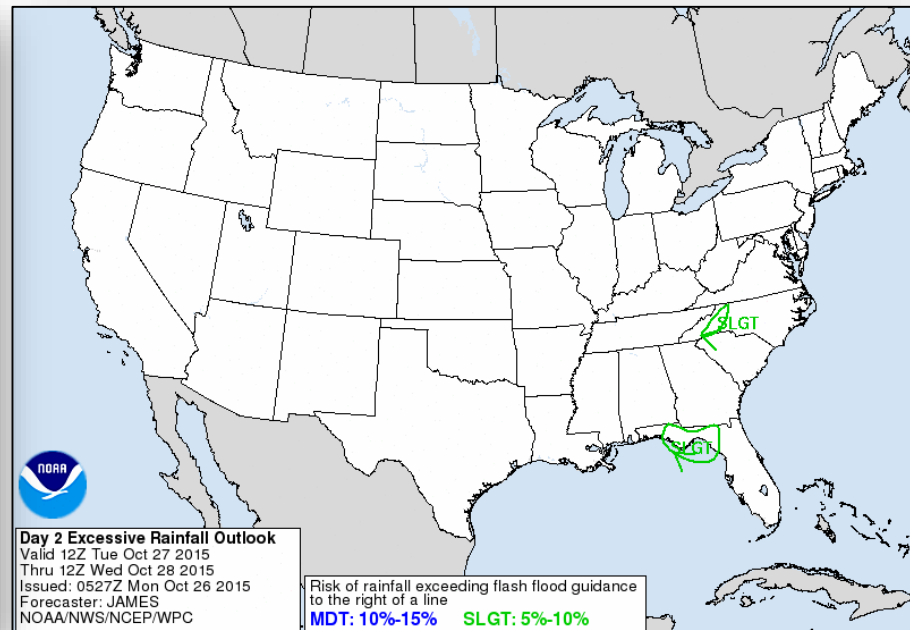 SLGT
SLGT
NOAA
Day 2 Excessive Rainfall Outlook
Valid 12Z Tue Oct 27 2015
Thru 12Z Wed Oct 28 2015
Issued: 0527Z Mon Oct 26 2015
Forecaster: JAMES
NOAA/NWS/NCEP/WPC
Risk of rainfall exceeding flash flood guidance
to the right of a line
MDT: 10%-15% SLGT: 5%-10%